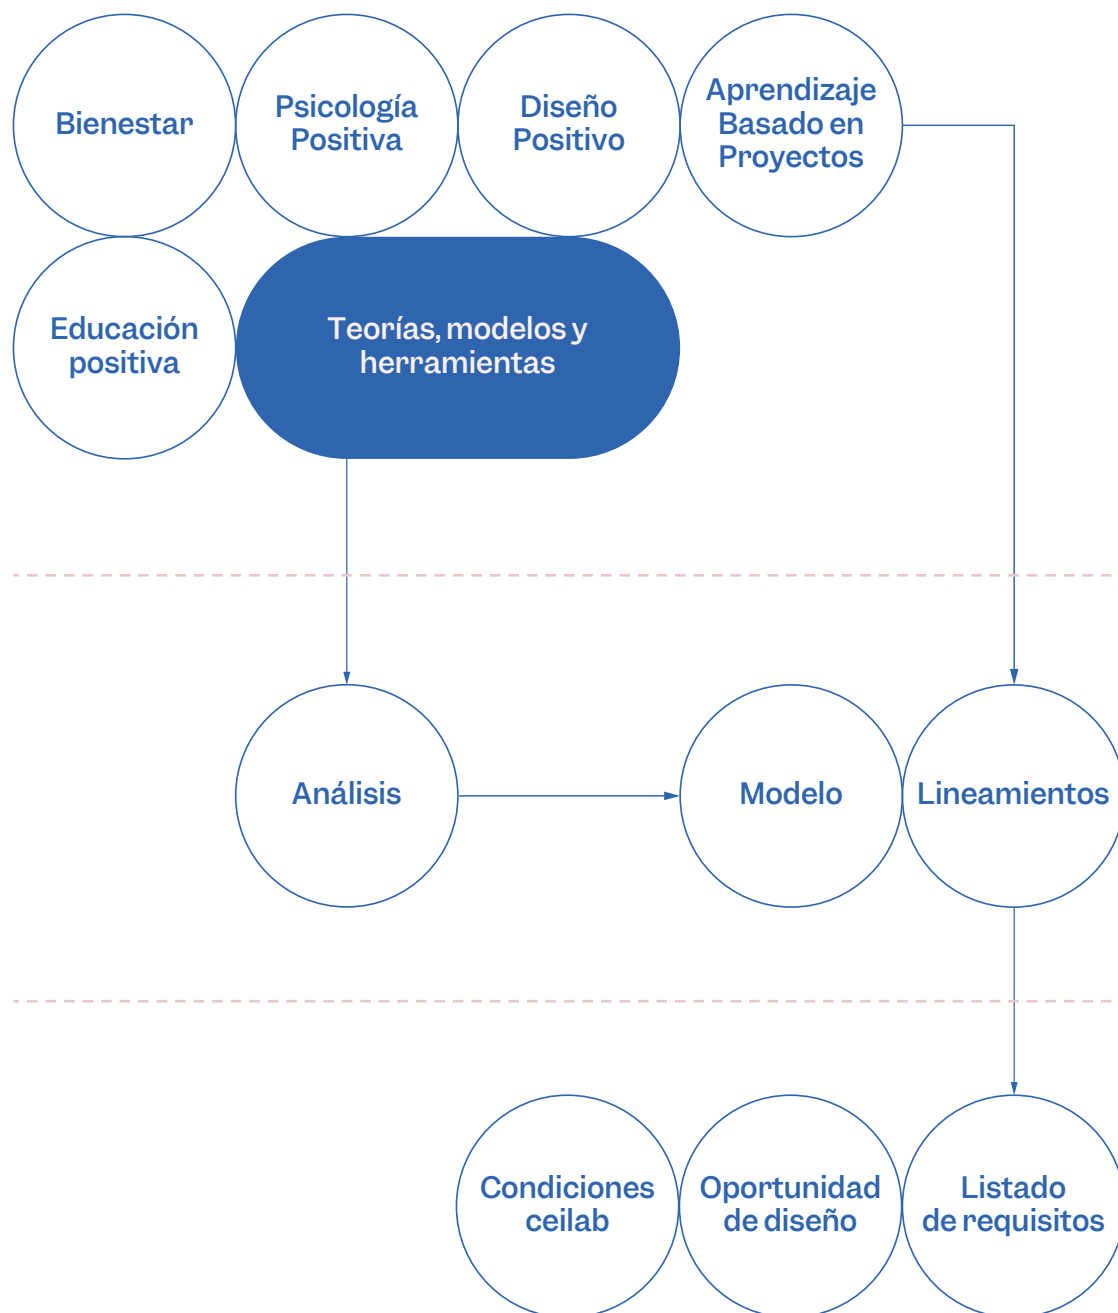 Bienestar
Psicología
Positiva
Diseño
Positivo
Aprendizaje
Basado en
Proyectos
Educación
positiva
Teorías, modelos y
herramientas
Análisis
Modelo
Lineamientos
Condiciones
ceilab
Oportunidad
de diseño
Listado
de requisitos